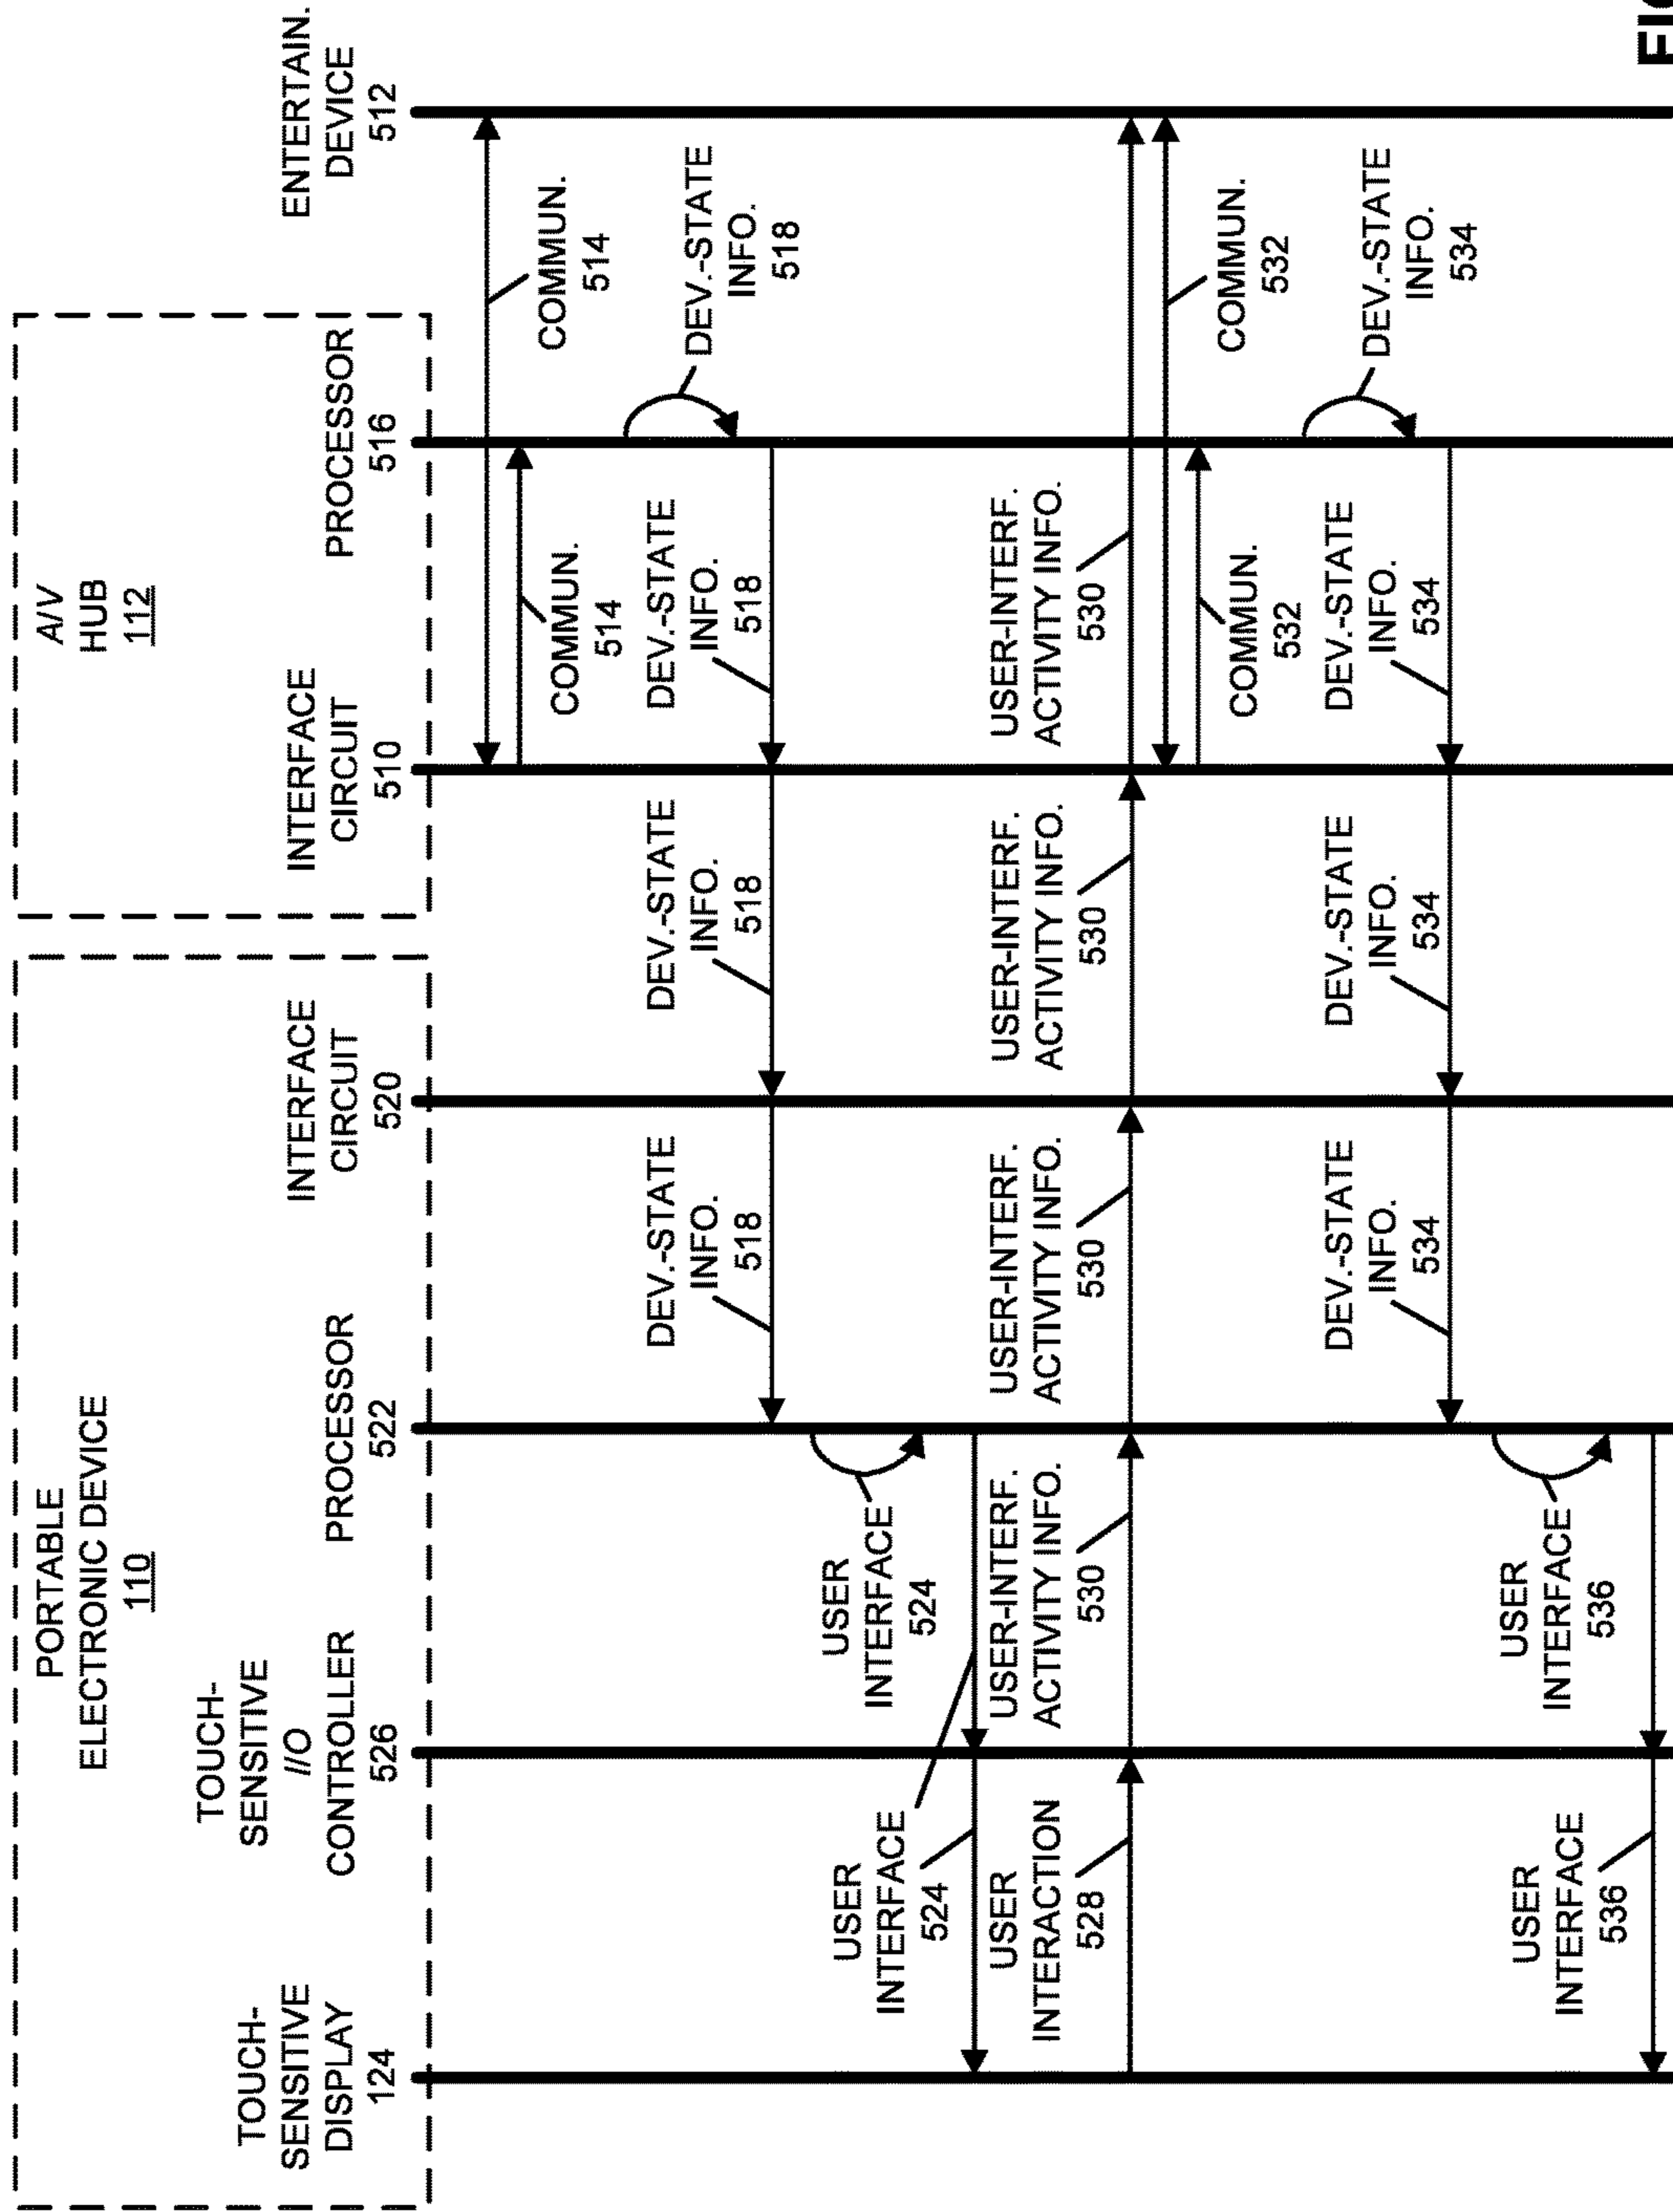 PORTABLE
ELECTRONIC DEVICE
110
A/V
HUB
112
TOUCH-
SENSITIVE
DISPLAY
124
TOUCH-
SENSITIVE
I/O
CONTROLLER
526
PROCESSOR
522
INTERFACE
CIRCUIT
520
INTERFACE
CIRCUIT
510
PROCESSOR
516
ENTERTAIN.
DEVICE
512
COMMUN.
514
COMMUN.
514
DEV.-STATE
INFO.
518
DEV.-STATE
INFO.
518
DEV.-STATE
INFO.
518
DEV.-STATE
INFO.
518
USER
INTERFACE
524
USER
INTERFACE
524
USER
INTERACTION
528
USER-INTERF.
ACTIVITY INFO.
530
USER-INTERF.
ACTIVITY INFO.
530
USER-INTERF.
ACTIVITY INFO.
530
USER-INTERF.
ACTIVITY INFO.
530
COMMUN.
532
COMMUN.
532
DEV.-STATE
INFO.
534
DEV.-STATE
INFO.
534
DEV.-STATE
INFO.
534
DEV.-STATE
INFO.
534
USER
INTERFACE
536
USER
INTERFACE
536